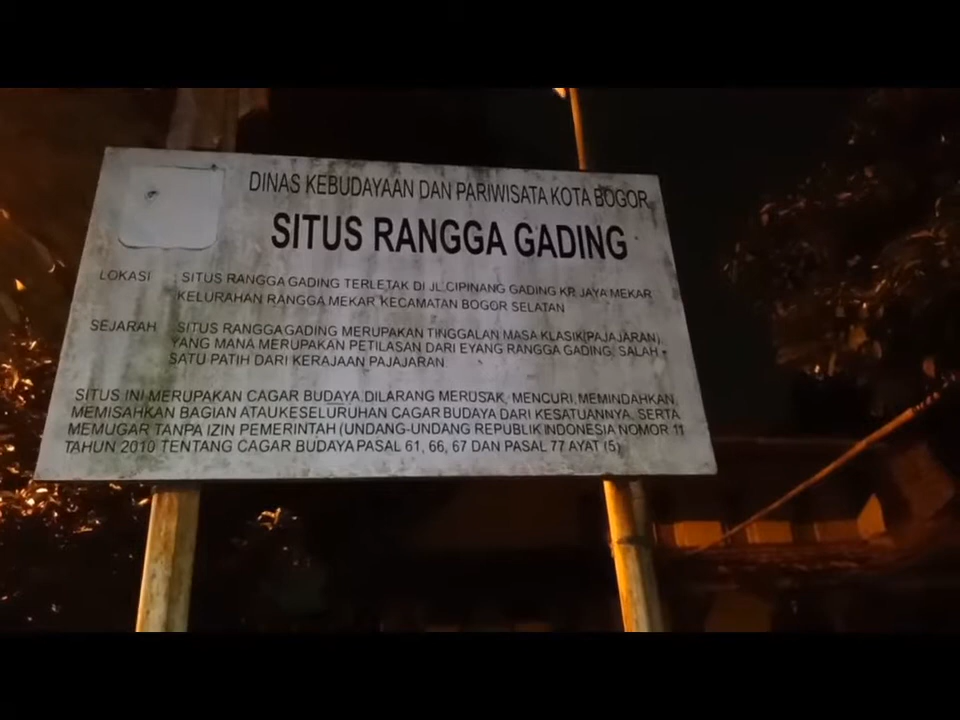 DINAS KEBUDAYAAN DAN PARIWISATA KOTA BOGOR
SITUS RANGGA GADING
LOKASI : SITUS RANGGA GADING TERLETAK DI JL.CIPINANG GADING KP. JAYA MEKAR
KELURAHAN RANGGA MEKAR KECAMATAN BOGOR SELATAN
SEJARAH : SITUS RANGGA GADING MERUPAKAN TINGGALAN MASA KLASIK(PAJAJARAN)
YANG MANA MERUPAKAN PETILASAN DARI EYANG RANGGA GADING, SALAH
SATU PATIH DARI KERAJAAN PAJAJARAN
SITUS INI MERUPAKAN CAGAR BUDAYA,DILARANG MERUSAK, MENCURI, MEMINDAHKAN,
MEMISAHKAN BAGIAN ATAUKESELURUHAN CAGAR BUDAYA DARI KESATUANNYA, SERTA
MEMUGAR TANPA IZIN PEMERINTAH (UNDANG-UNDANG REPUBLIK INDONESIA NOMOR 11
TAHUN 2010 TENTANG CAGAR BUDAYA PASAL 61, 66, 67 DAN PASAL 77 AYAT (5)